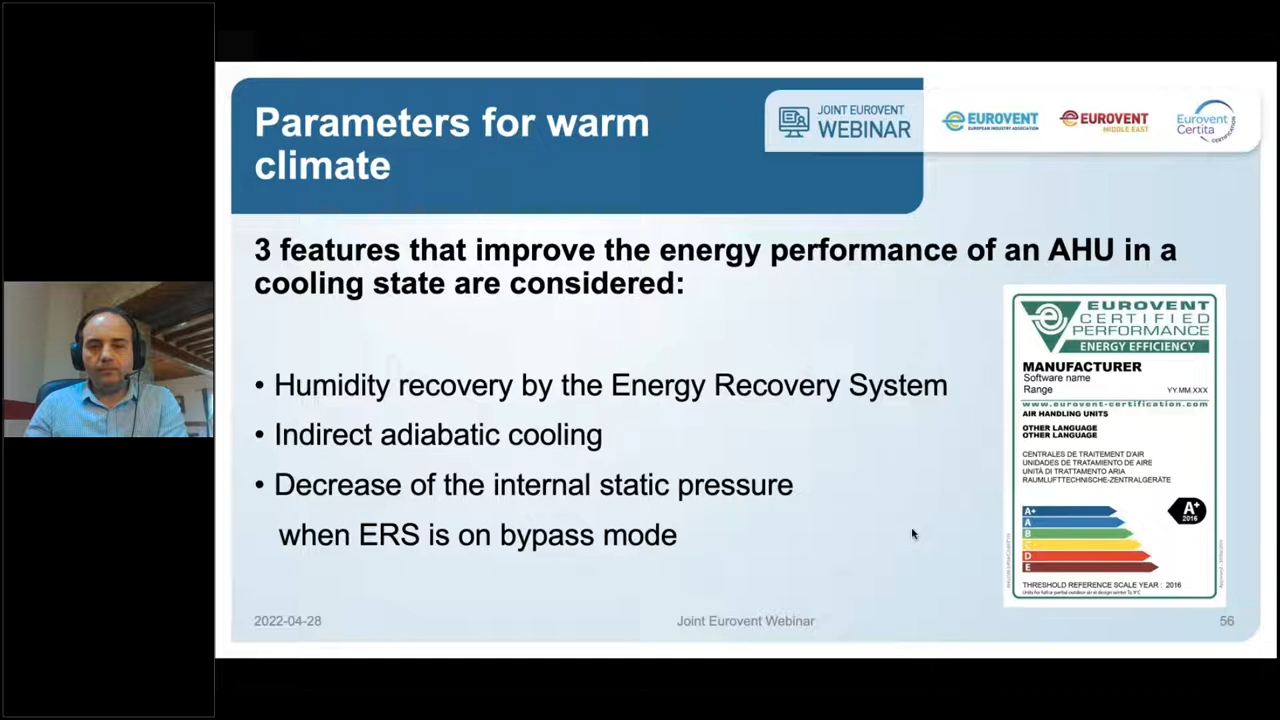 Parameters for warm
climate
JOINT EUROVENT
WEBINAR
EUROVENT
EUROPEAN INDUSTRY ASSOCIATION
EUROVENT
MIDDLE EAST
Eurovent
Certita
CERTIFICATION
3 features that improve the energy performance of an AHU in a
cooling state are considered:
• Humidity recovery by the Energy Recovery System
• Indirect adiabatic cooling
• Decrease of the internal static pressure
when ERS is on bypass mode
EUROVENT
CERTIFIED
PERFORMANCE
ENERGY EFFICIENCY
MANUFACTURER
Software name
Range YY.MM.XXX
www.eurovent-certification.com
AIR HANDLING UNITS
OTHER LANGUAGE
OTHER LANGUAGE
CENTRALES DE TRAITEMENT D'AIR
UNIDADES DE TRATAMIENTO DE AIRE
UNITÀ DI TRATTAMENTO ARIA
RAUMLUFTTECHNISCHE-ZENTRALGERÄTE
A+
A
B
C
D
E
A+
2016
THRESHOLD REFERENCE SCALE YEAR : 2016
2022-04-28
Joint Eurovent Webinar
56